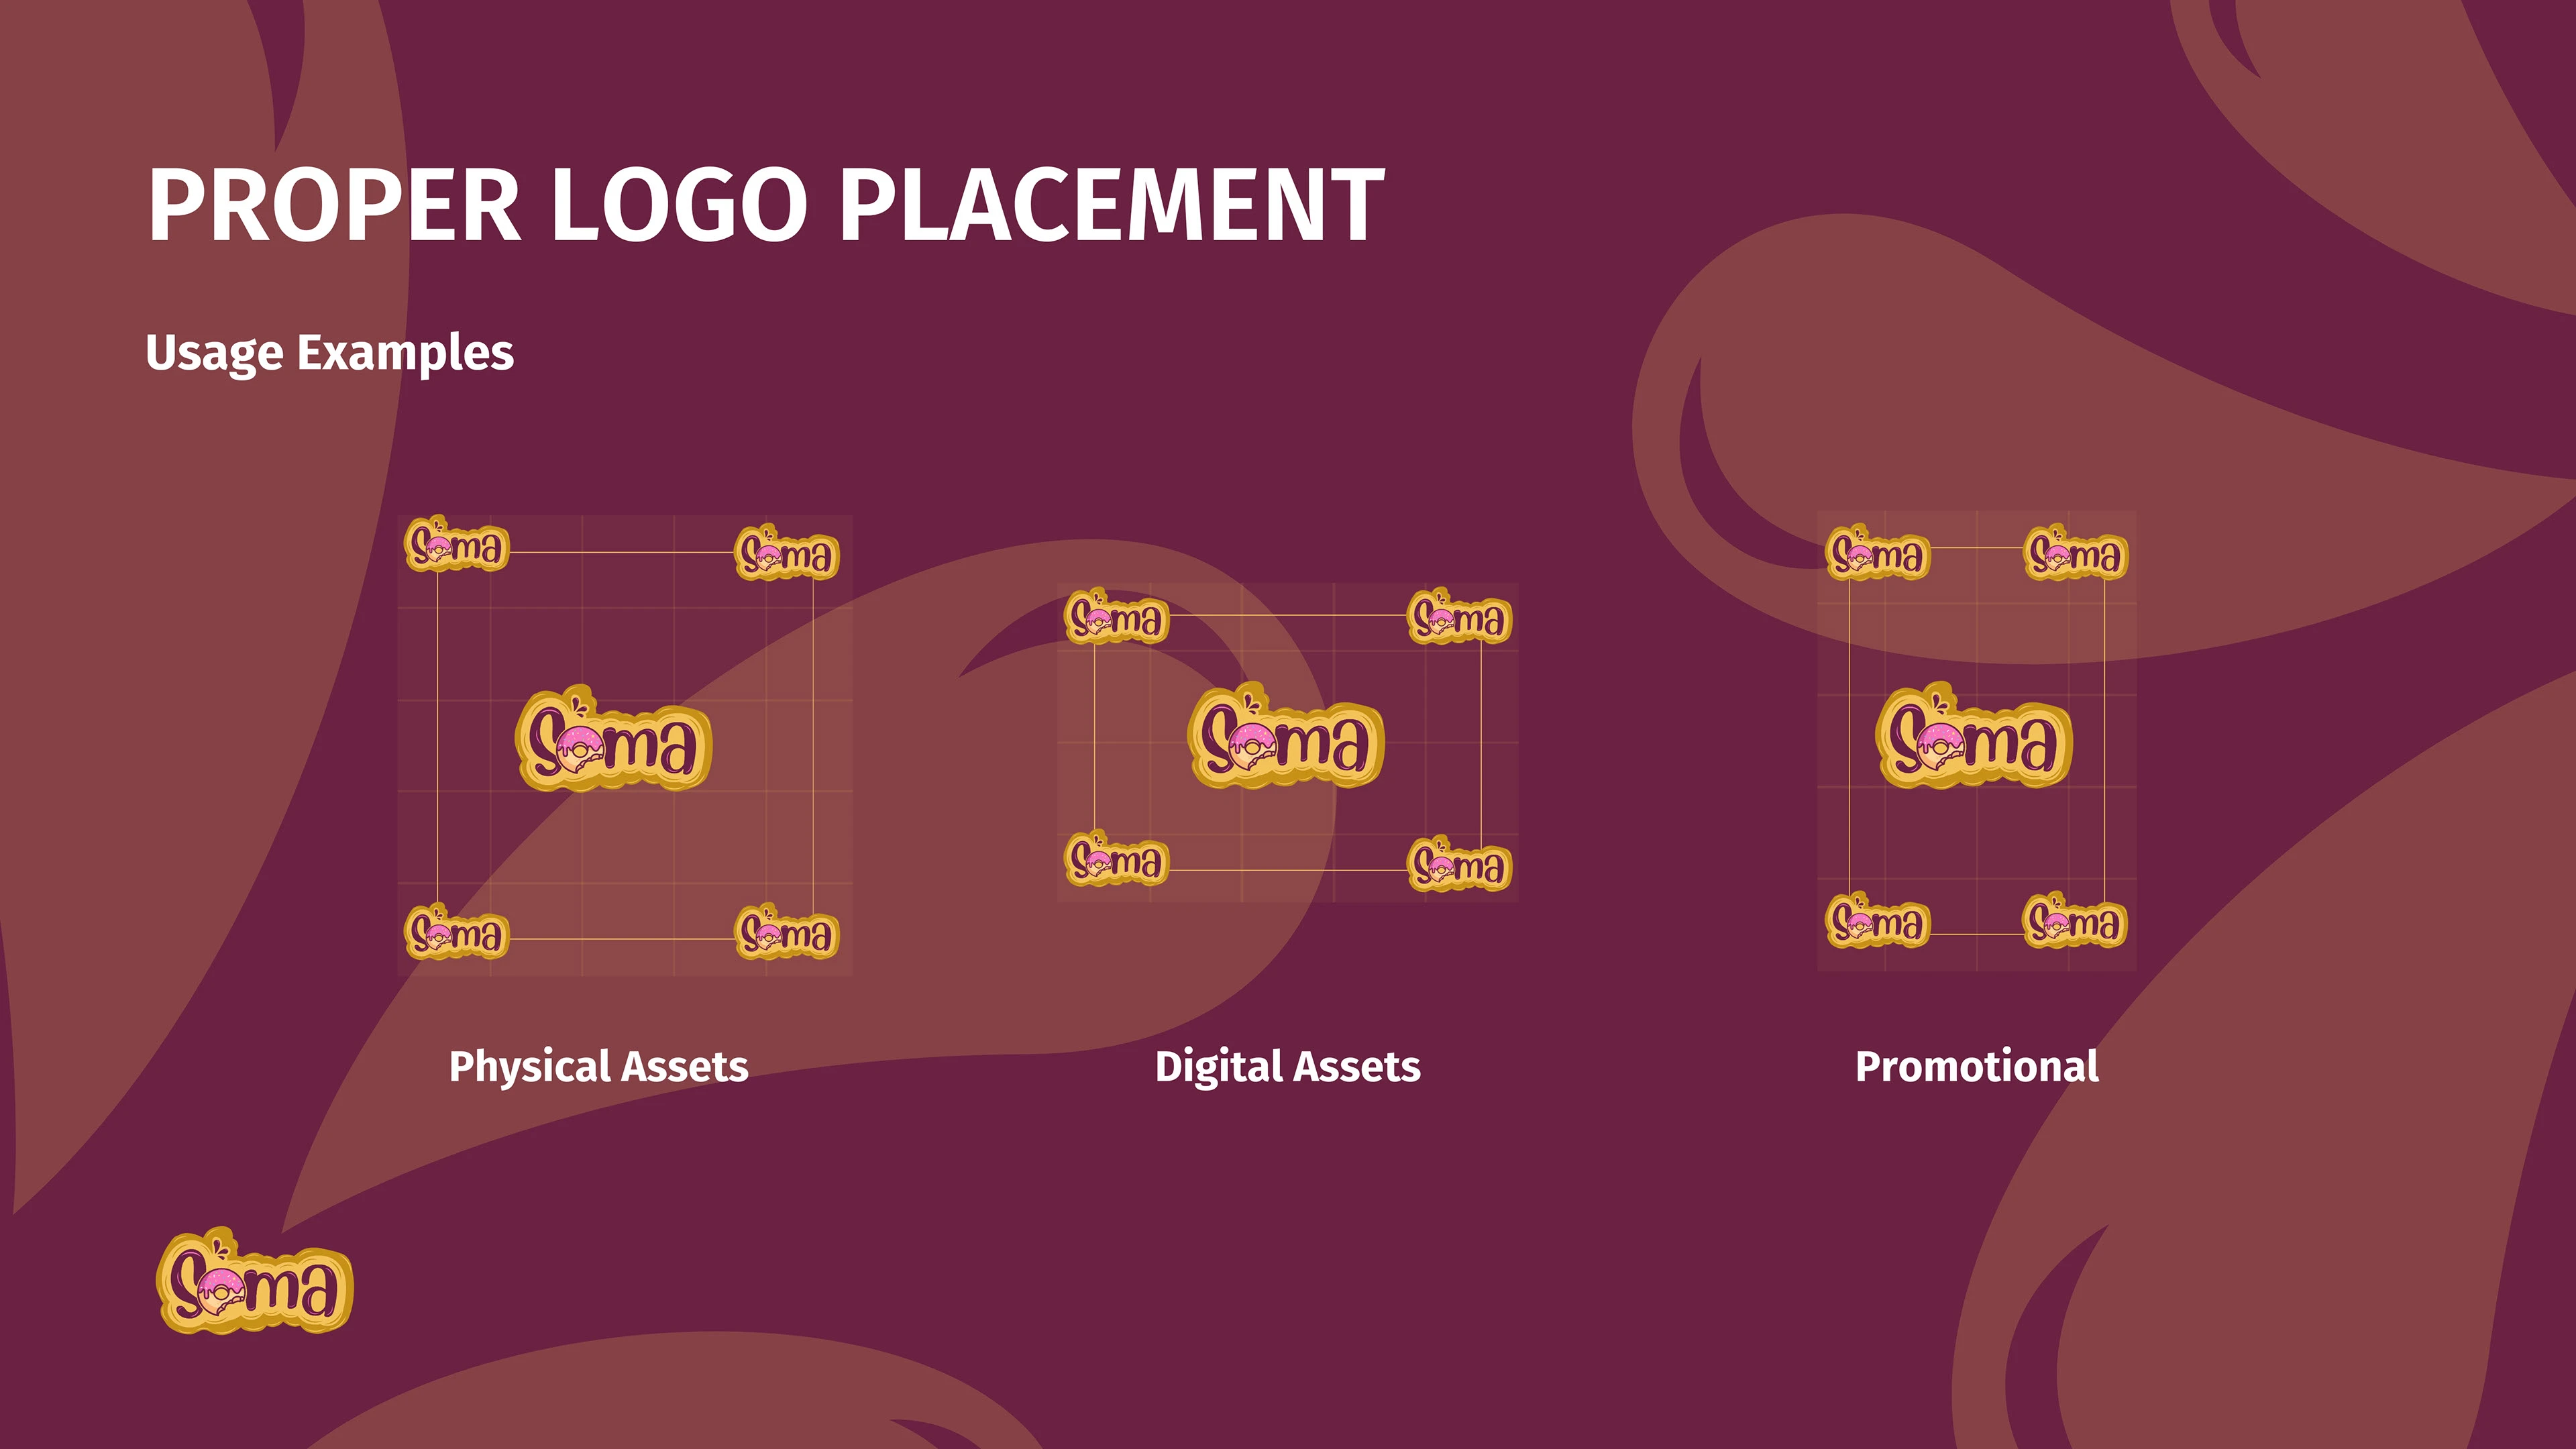 PROPER LOGO PLACEMENT
Usage Examples
Soma Soma
Soma
Soma Soma
Physical Assets
Soma Soma
Soma
Soma Soma
Digital Assets
Soma Soma
Soma
Soma Soma
Promotional
Soma